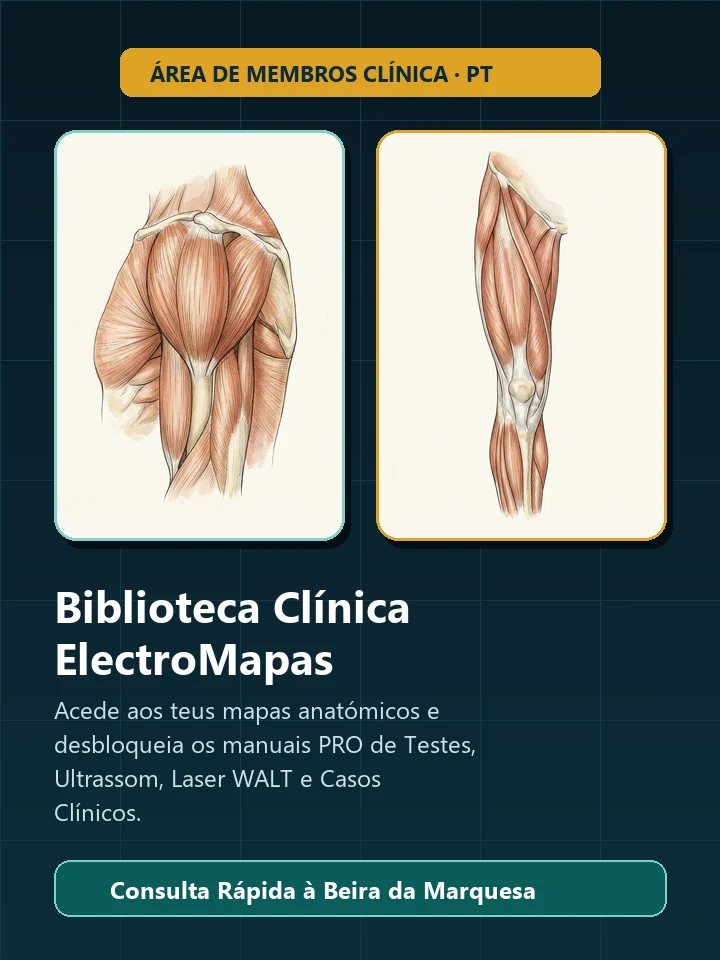 ÁREA DE MEMBROS CLÍNICA · PT
Biblioteca Clínica
ElectroMapas
Acede aos teus mapas anatómicos e
desbloqueia os manuais PRO de Testes,
Ultrassom, Laser WALT e Casos
Clínicos.
Consulta Rápida à Beira da Marquesa